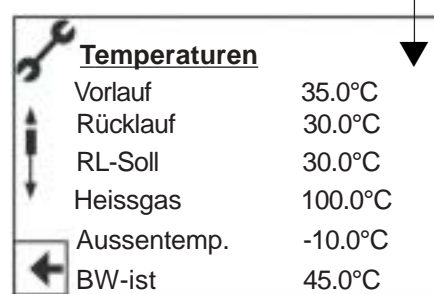 Temperaturen
Vorlauf 35.0°C
Rücklauf 30.0°C
RL-Soll 30.0°C
Heissgas 100.0°C
Aussentemp. -10.0°C
BW-ist 45.0°C